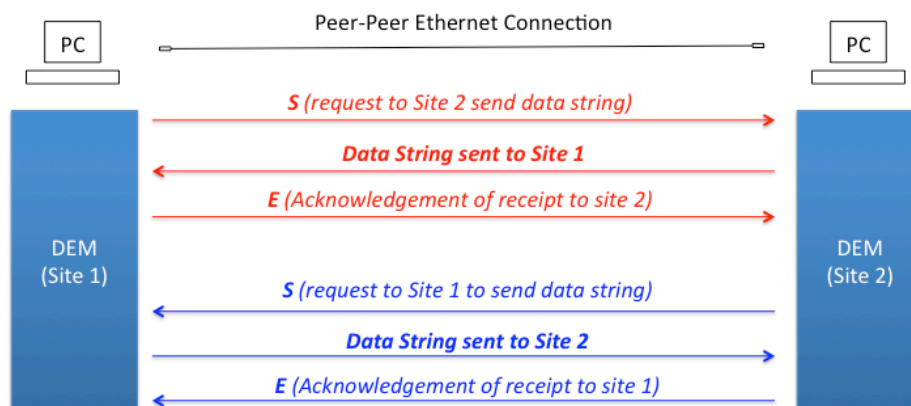 Peer-Peer Ethernet Connection
PC
PC
S (request to Site 2 send data string)
Data String sent to Site 1
E (Acknowledgement of receipt to site 2)
DEM
(Site 1)
DEM
(Site 2)
S (request to Site 1 to send data string)
Data String sent to Site 2
E (Acknowledgement of receipt to site 1)